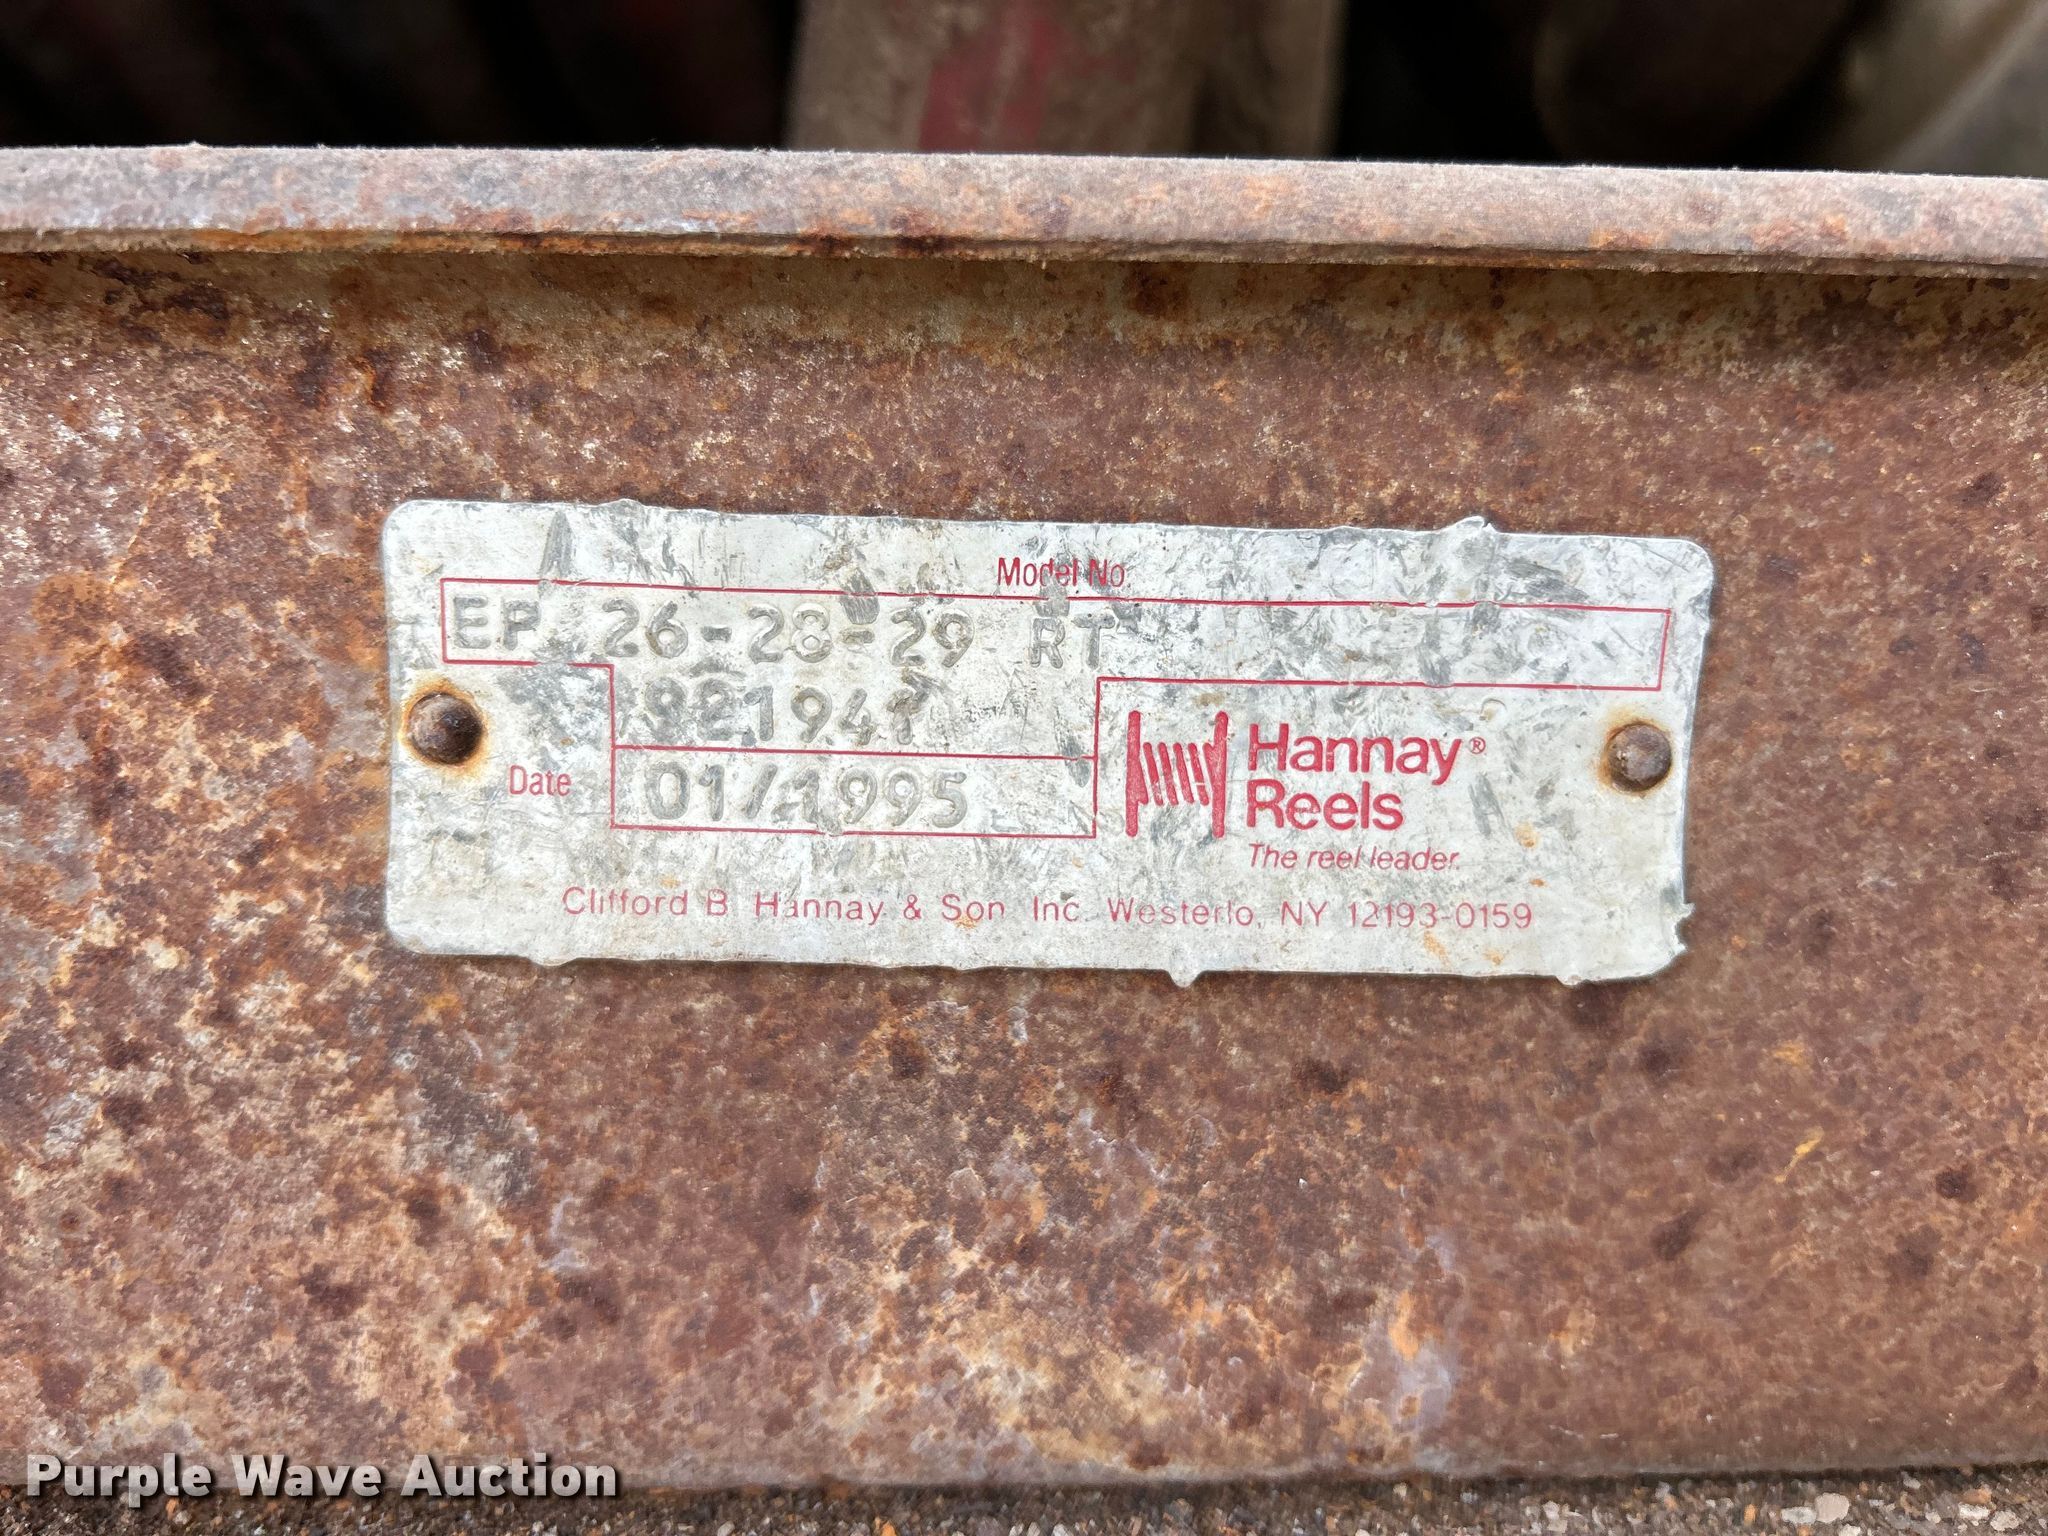 Model No.
EP 26-28-29 RT
921941
Date 01/1995
Hannay®
Reels
The reel leader.
Clifford B. Hannay & Son Inc. Westerlo, NY 12193-0159
Purple Wave Auction